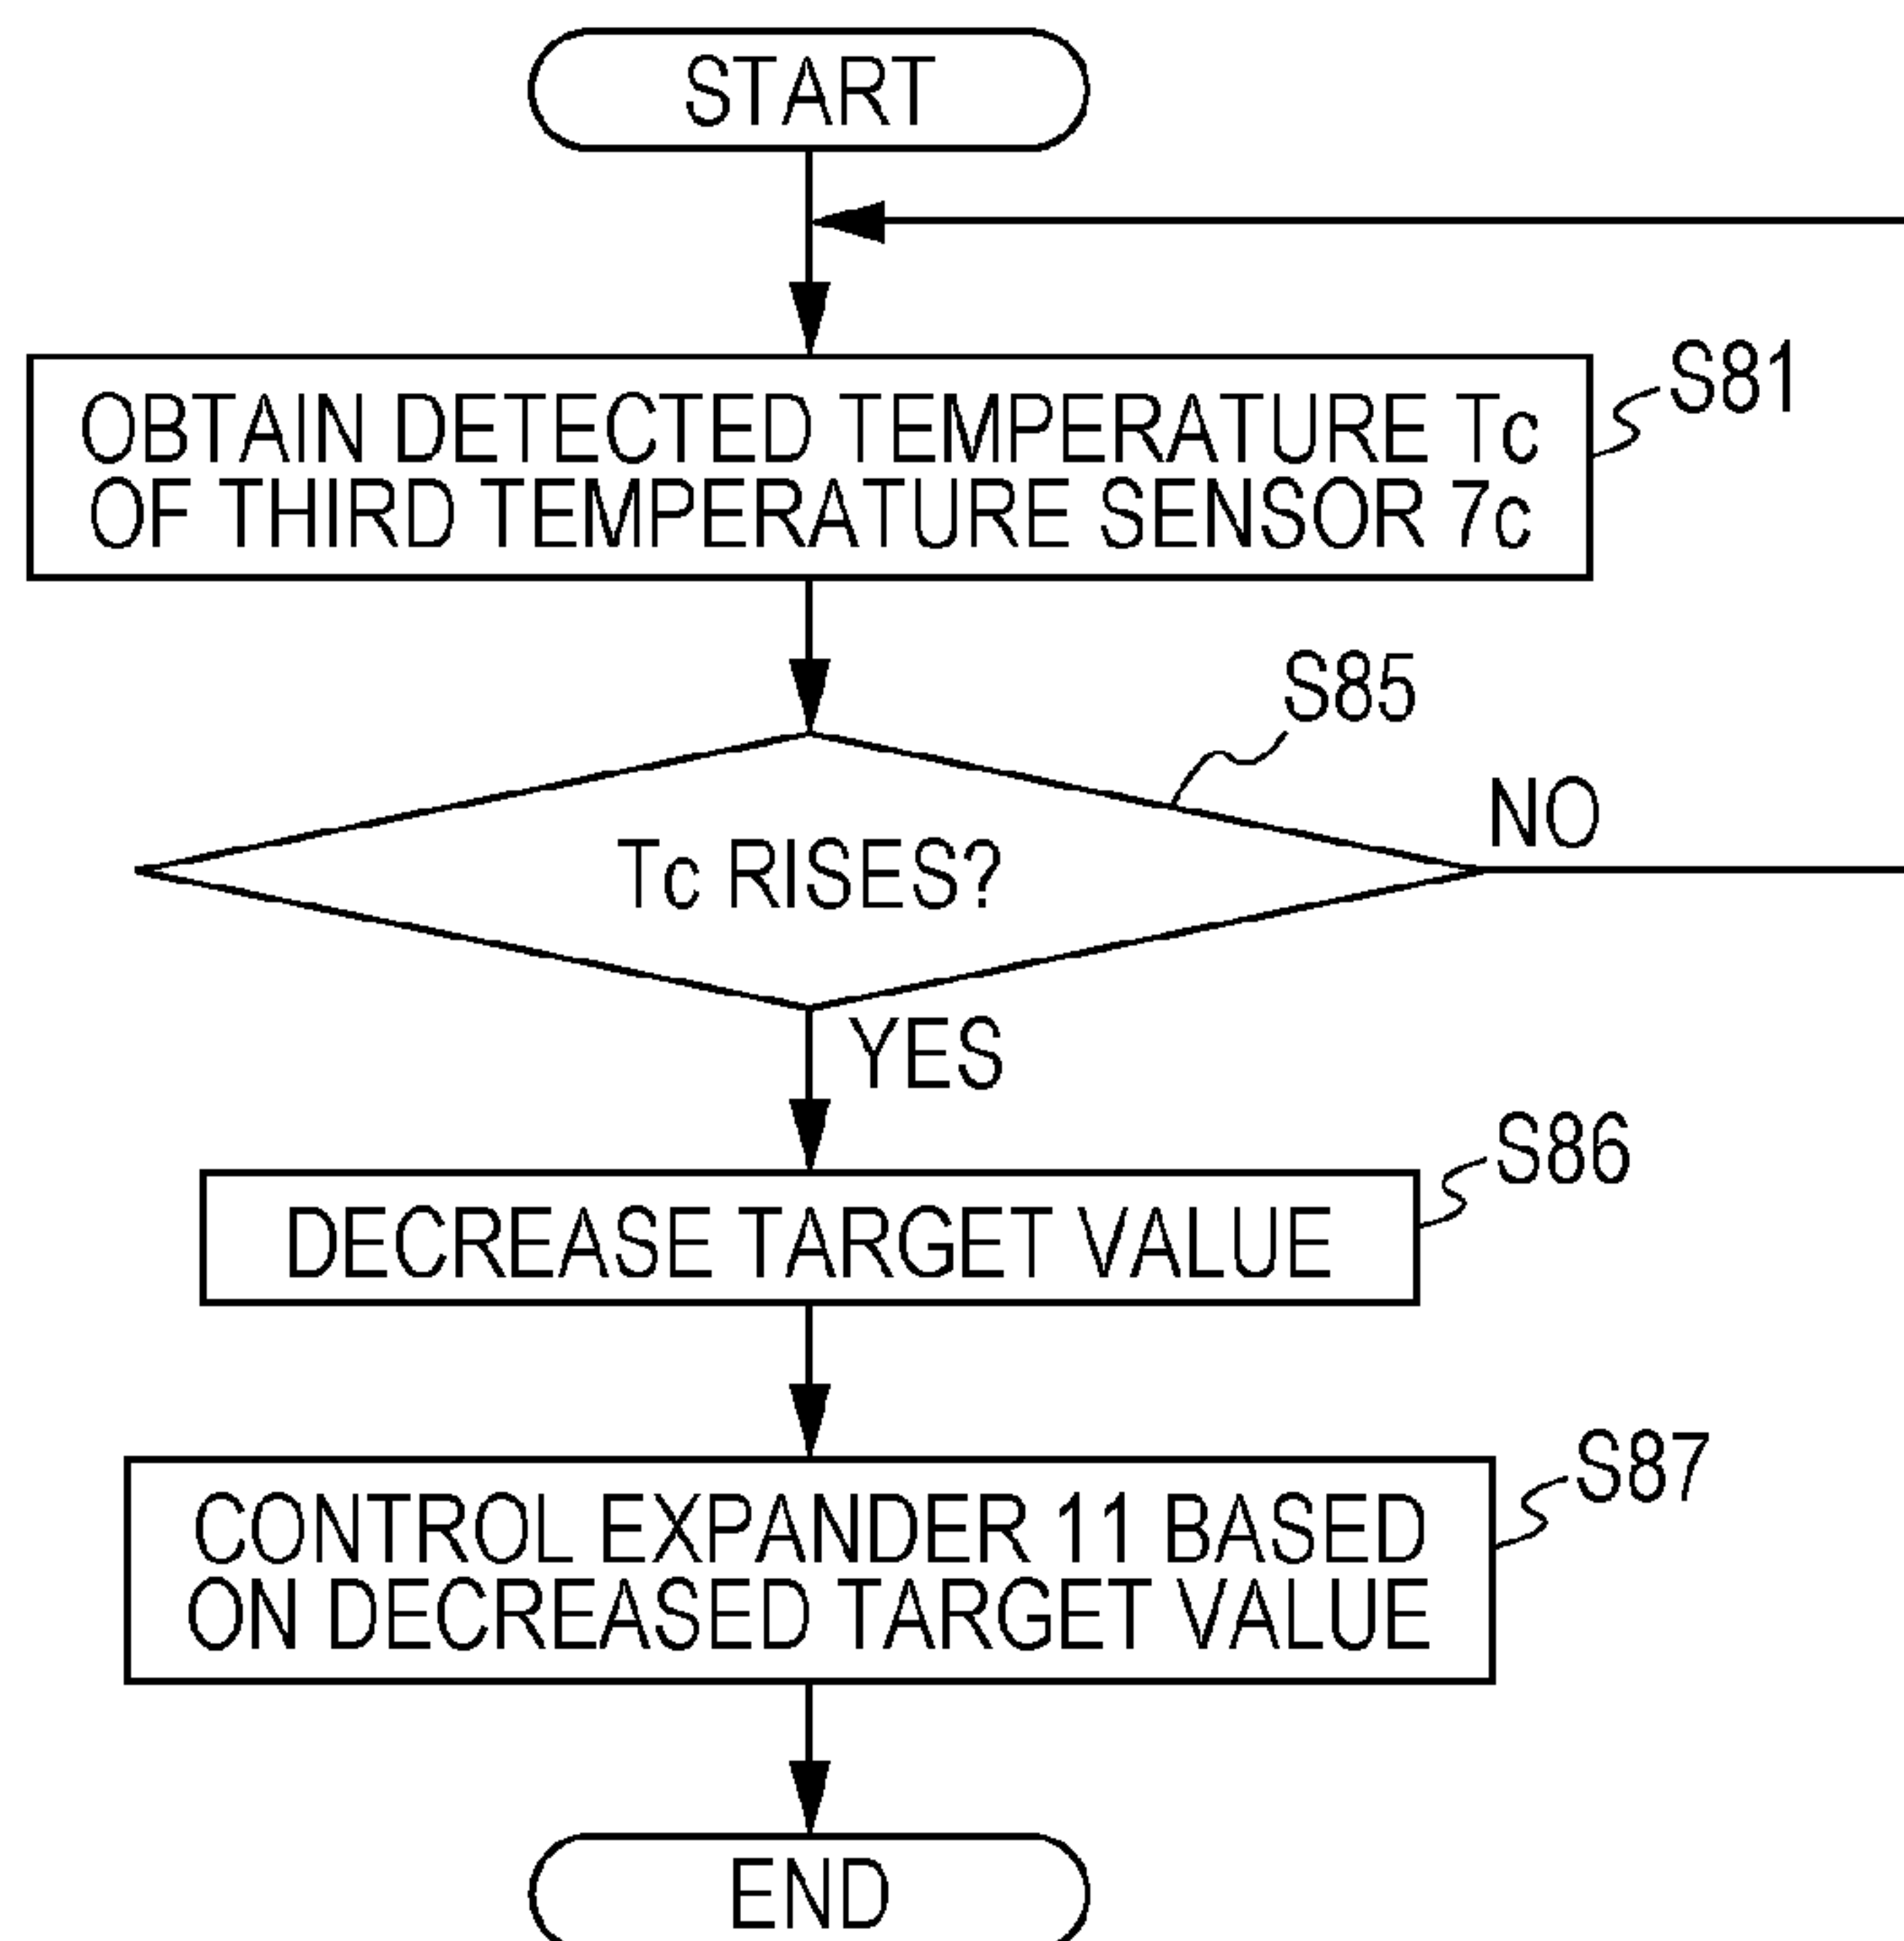 START
S81
OBTAIN DETECTED TEMPERATURE Tc
OF THIRD TEMPERATURE SENSOR 7c
S85
Tc RISES?
NO
YES
S86
DECREASE TARGET VALUE
S87
CONTROL EXPANDER 11 BASED
ON DECREASED TARGET VALUE
END